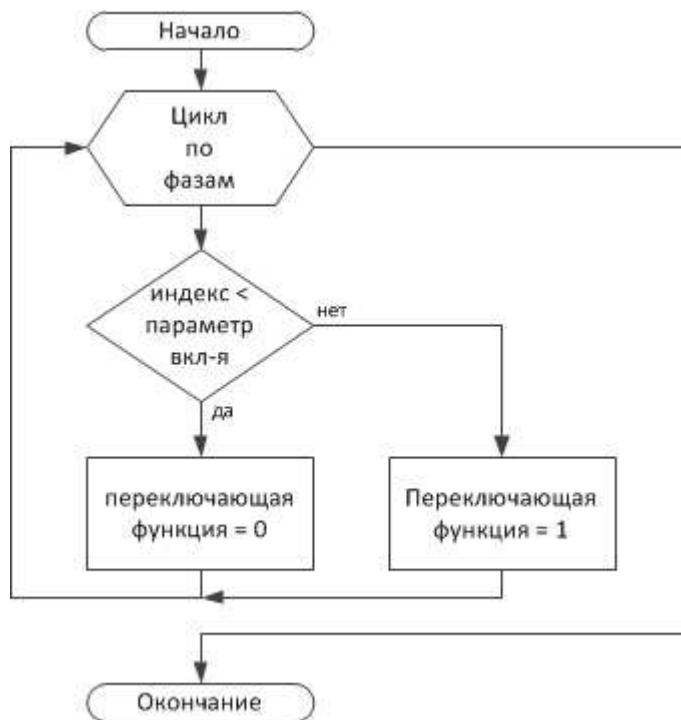 Начало
Цикл
по
фазам
индекс <
параметр
вкл-я
нет
да
переключающая
функция = 0
Переключающая
функция = 1
Окончание